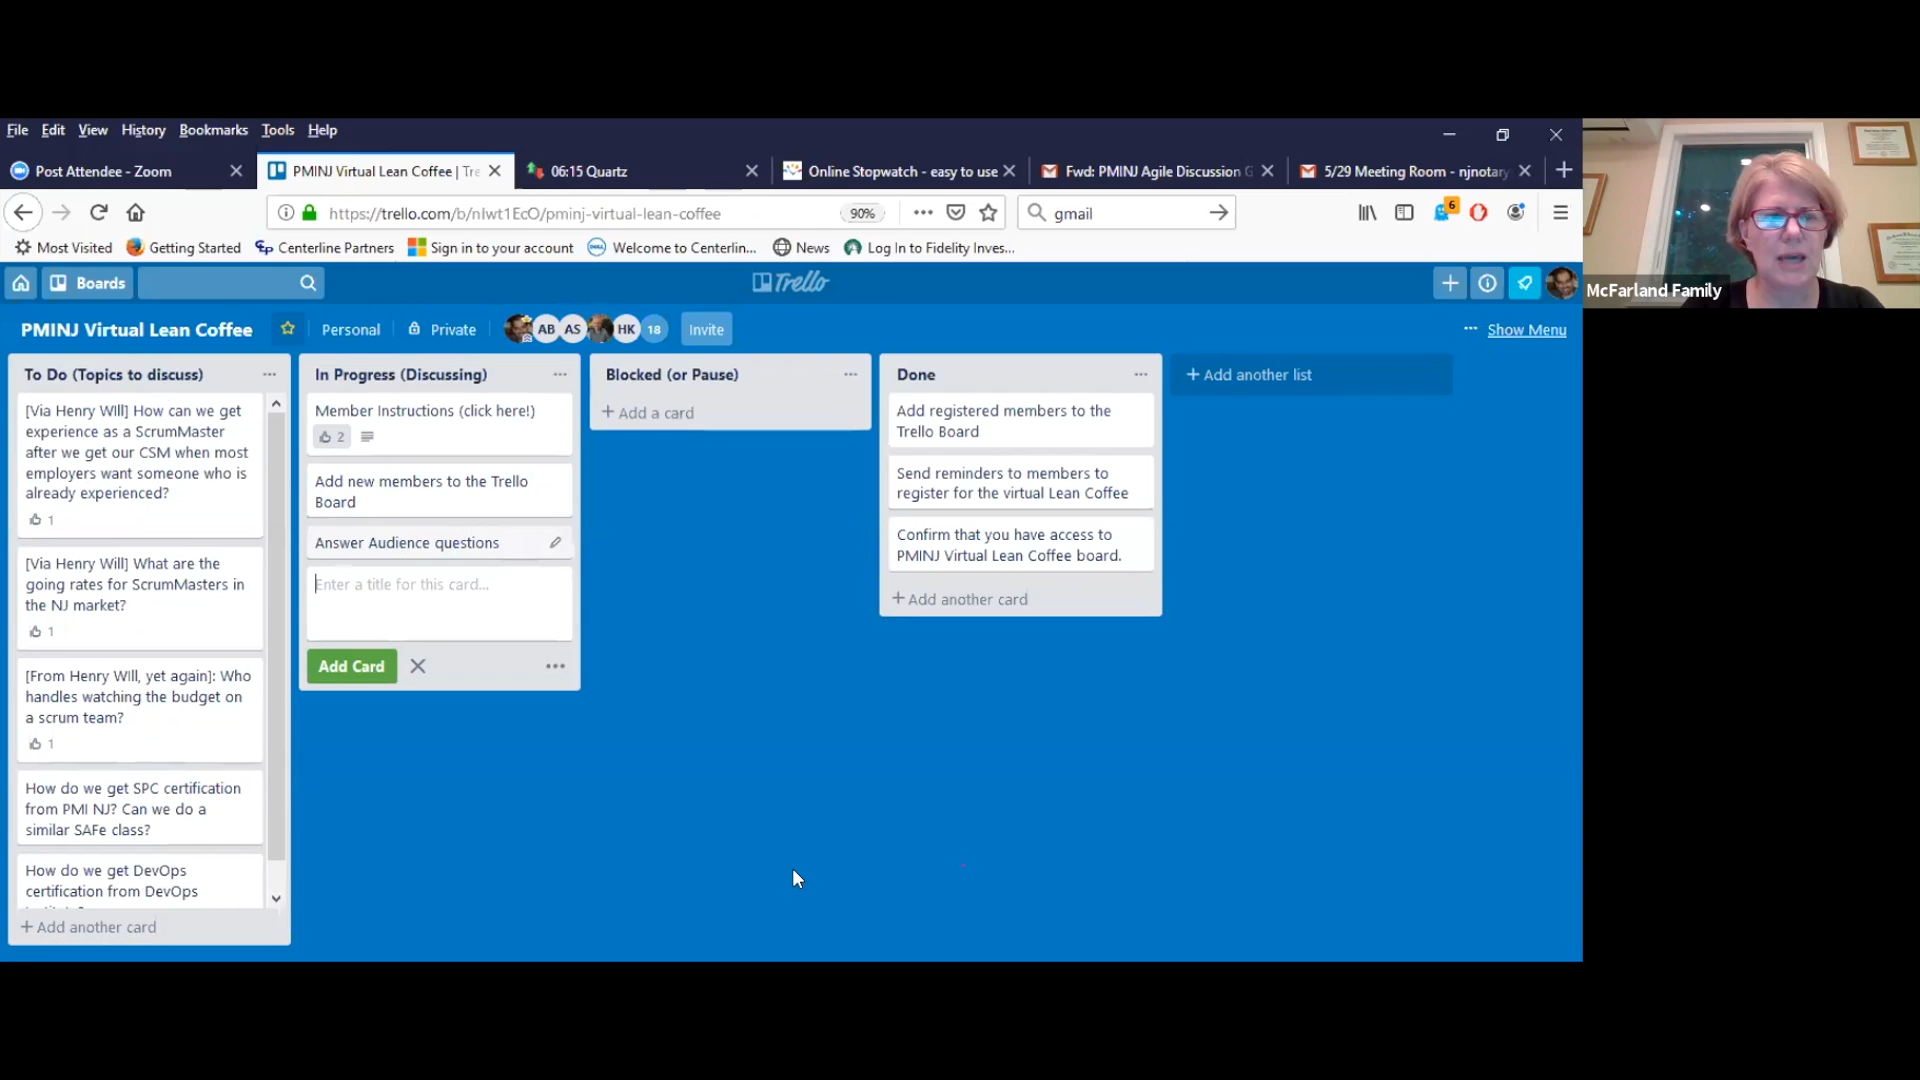 File Edit View History Bookmarks Tools Help
Post Attendee - Zoom
PMINJ Virtual Lean Coffee | Tre
06:15 Quartz
Online Stopwatch - easy to use
Fwd: PMINJ Agile Discussion G
5/29 Meeting Room - njnotary
https://trello.com/b/nIwt1EcO/pminj-virtual-lean-coffee
90%
gmail
6
Most Visited
Getting Started
Centerline Partners
Sign in to your account
Welcome to Centerlin...
News
Log In to Fidelity Inves...
Boards
Trello
McFarland Family
PMINJ Virtual Lean Coffee
Personal
Private
AB
AS
HK
18
Invite
Show Menu
To Do (Topics to discuss)
[Via Henry WIll] How can we get
experience as a ScrumMaster
after we get our CSM when most
employers want someone who is
already experienced?
1
[Via Henry Will] What are the
going rates for ScrumMasters in
the NJ market?
1
[From Henry WIll, yet again]: Who
handles watching the budget on
a scrum team?
1
How do we get SPC certification
from PMI NJ? Can we do a
similar SAFe class?
How do we get DevOps
certification from DevOps
+ Add another card
In Progress (Discussing)
Member Instructions (click here!)
2
Add new members to the Trello
Board
Answer Audience questions
Enter a title for this card...
Add Card
Blocked (or Pause)
+ Add a card
Done
Add registered members to the
Trello Board
Send reminders to members to
register for the virtual Lean Coffee
Confirm that you have access to
PMINJ Virtual Lean Coffee board.
+ Add another card
+ Add another list